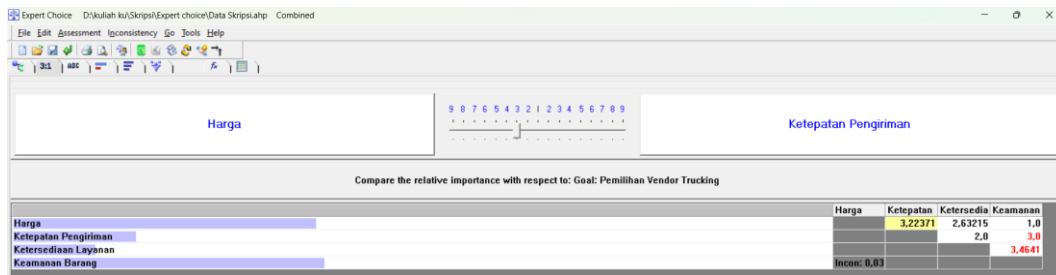 Expert Choice D:\kuliah ku\Skripsi\Expert choice\Data Skripsi.ahp Combined
File Edit Assessment Inconsistency Go Tools Help
3:1 ABC
Harga 9 8 7 6 5 4 3 2 1 2 3 4 5 6 7 8 9 Ketepatan Pengiriman
Compare the relative importance with respect to: Goal: Pemilihan Vendor Trucking
Harga Ketepatan Ketersedia Keamanan
Harga 3,22371 2,63215 1,0
Ketepatan Pengiriman 2,0 3,0
Ketersediaan Layanan 3,4641
Keamanan Barang Incon: 0,03